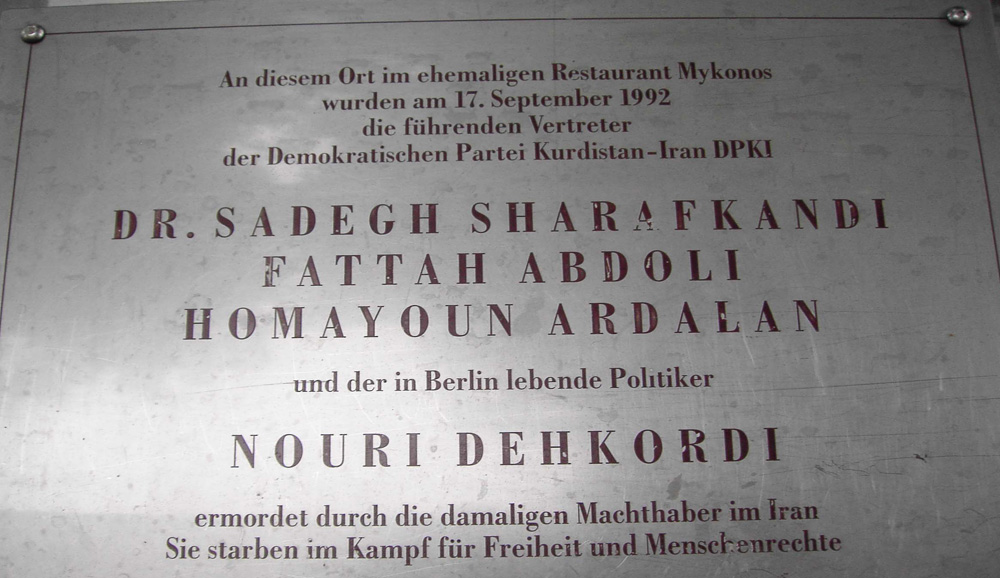 An diesem Ort im ehemaligen Restaurant Mykonos
wurden am 17. September 1992
die führenden Vertreter
der Demokratischen Partei Kurdistan-Iran DPKI
DR. SADEGH SHARAFKANDI
FATTAH ABDOLI
HOMAYOUN ARDALAN
und der in Berlin lebende Politiker
NOURI DEHKORDI
ermordet durch die damaligen Machthaber im Iran
Sie starben im Kampf für Freiheit und Menschenrechte